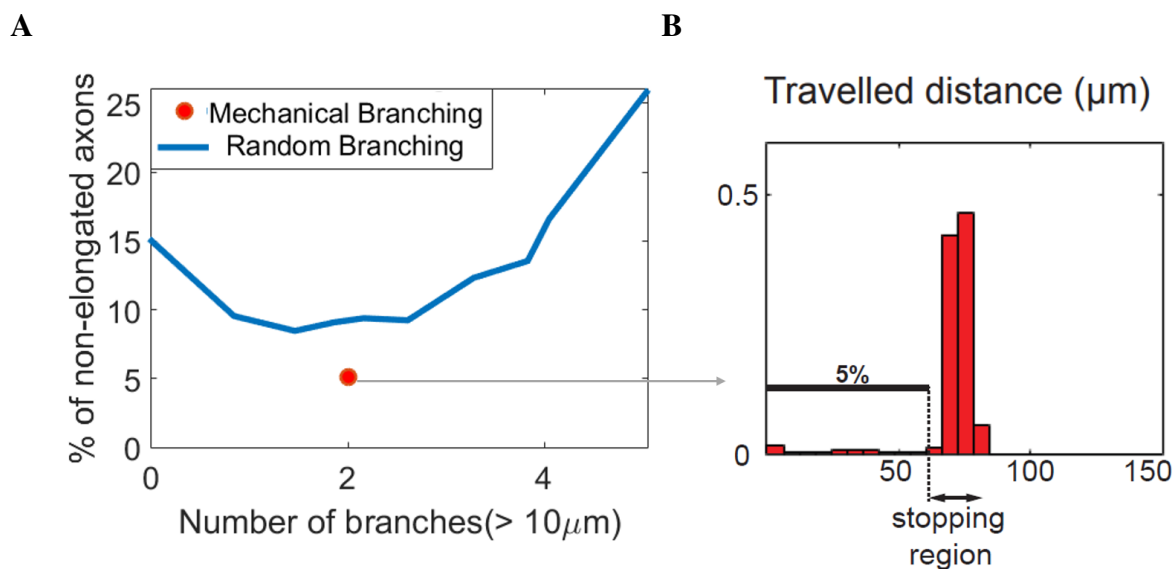 A
% of non-elongated axons
25
20
15
10
5
0
Mechanical Branching
Random Branching
0
2
4
Number of branches(> 10μm)
B
Travelled distance (μm)
0.5
0
5%
50
100
150
stopping
region